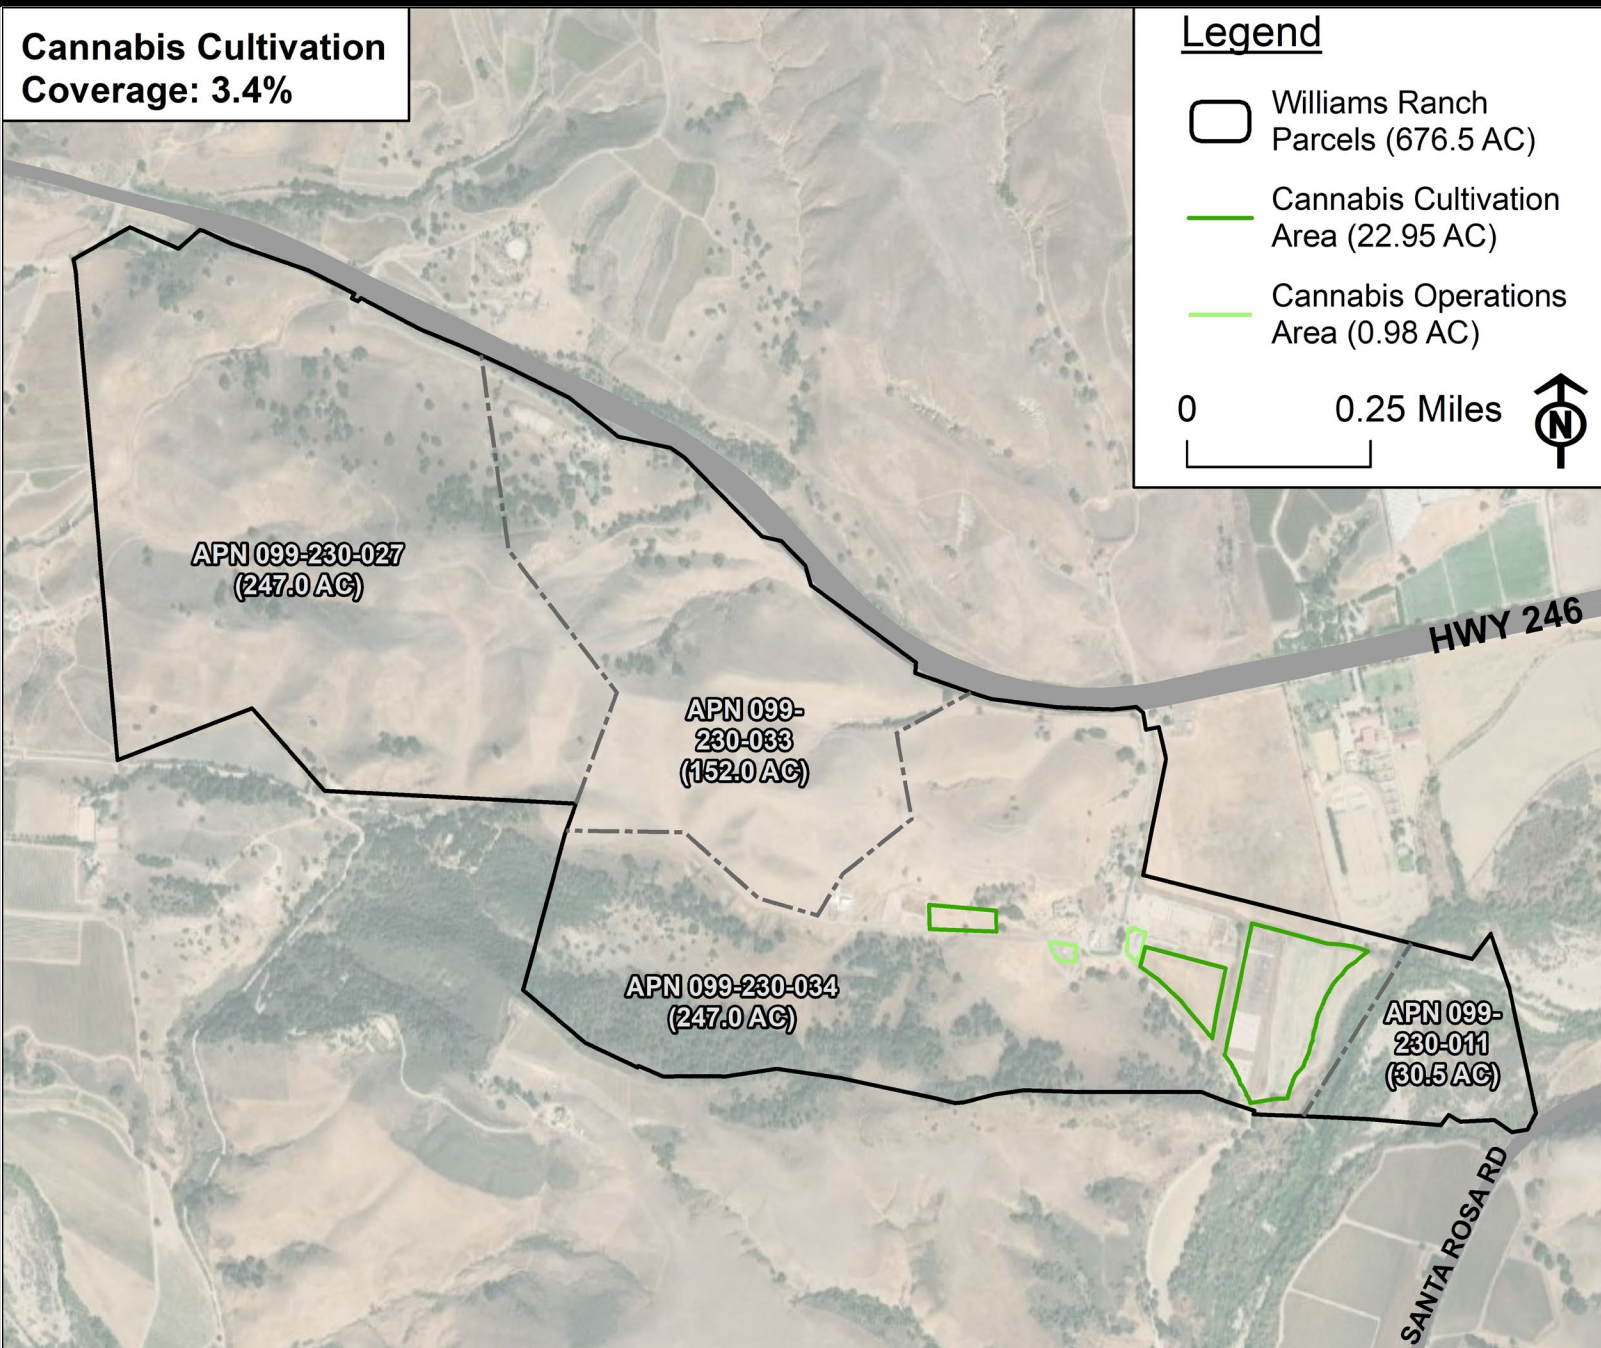 Cannabis Cultivation
Coverage: 3.4%
Legend
Williams Ranch
Parcels (676.5 AC)
Cannabis Cultivation
Area (22.95 AC)
Cannabis Operations
Area (0.98 AC)
0 0.25 Miles
N
APN 099-230-027
(247.0 AC)
HWY 246
APN 099-
230-033
(152.0 AC)
APN 099-230-034
(247.0 AC)
APN 099-
230-011
(30.5 AC)
SANTA ROSA RD